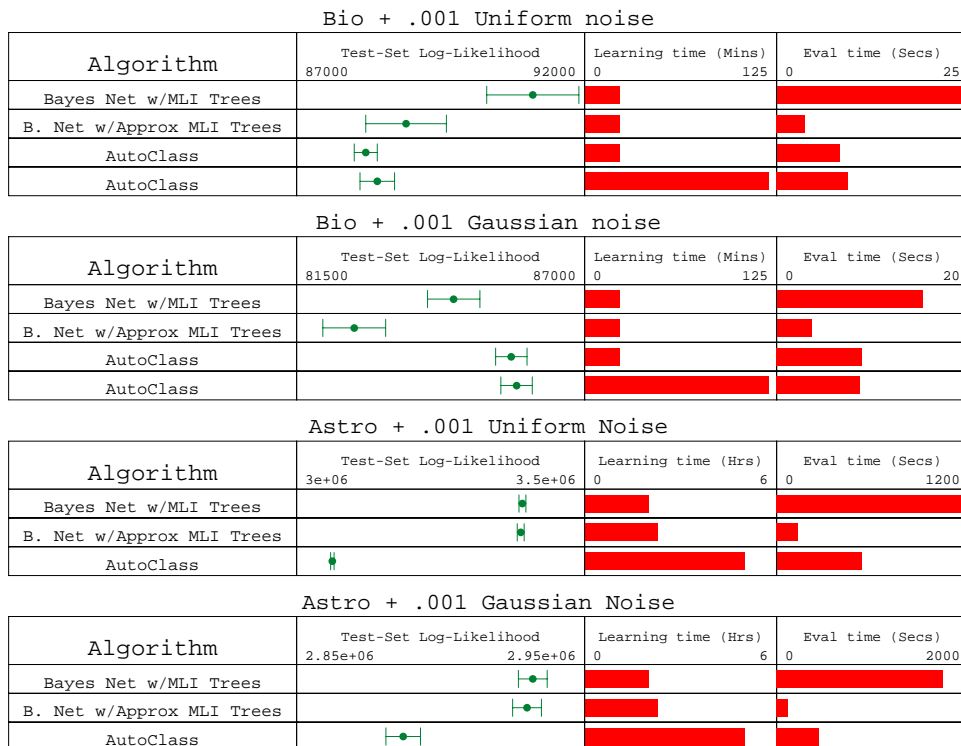 Bio + .001 Uniform noise
Algorithm Test-Set Log-Likelihood Learning time (Mins) Eval time (Secs)
87000 92000 0 125 0 25
Bayes Net w/MLI Trees
B. Net w/Approx MLI Trees
AutoClass
AutoClass
Bio + .001 Gaussian noise
Algorithm Test-Set Log-Likelihood Learning time (Mins) Eval time (Secs)
81500 87000 0 125 0 20
Bayes Net w/MLI Trees
B. Net w/Approx MLI Trees
AutoClass
AutoClass
Astro + .001 Uniform Noise
Algorithm Test-Set Log-Likelihood Learning time (Hrs) Eval time (Secs)
3e+06 3.5e+06 0 6 0 1200
Bayes Net w/MLI Trees
B. Net w/Approx MLI Trees
AutoClass
Astro + .001 Gaussian Noise
Algorithm Test-Set Log-Likelihood Learning time (Hrs) Eval time (Secs)
2.85e+06 2.95e+06 0 6 0 2000
Bayes Net w/MLI Trees
B. Net w/Approx MLI Trees
AutoClass